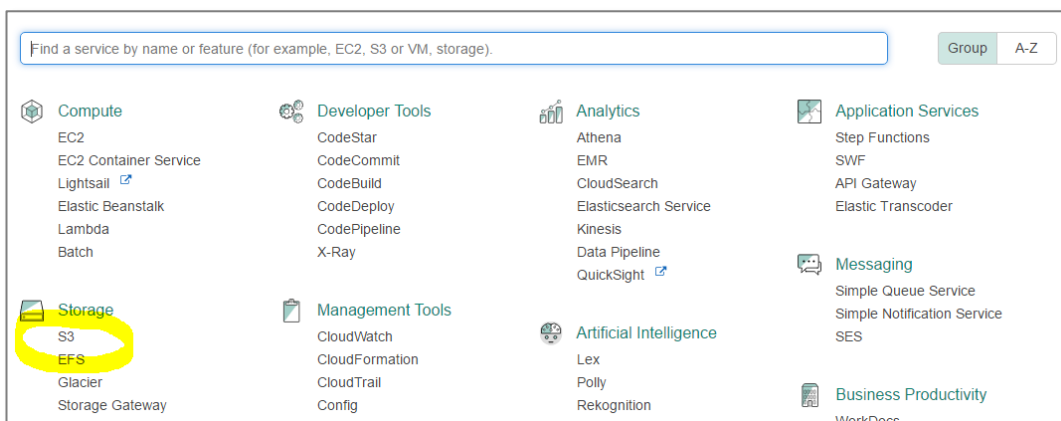 Find a service by name or feature (for example, EC2, S3 or VM, storage).
Group
A-Z
Compute
EC2
EC2 Container Service
Lightsail
Elastic Beanstalk
Lambda
Batch
Storage
S3
EFS
Glacier
Storage Gateway
Developer Tools
CodeStar
CodeCommit
CodeBuild
CodeDeploy
CodePipeline
X-Ray
Management Tools
CloudWatch
CloudFormation
CloudTrail
Config
Analytics
Athena
EMR
CloudSearch
Elasticsearch Service
Kinesis
Data Pipeline
QuickSight
Artificial Intelligence
Lex
Polly
Rekognition
Application Services
Step Functions
SWF
API Gateway
Elastic Transcoder
Messaging
Simple Queue Service
Simple Notification Service
SES
Business Productivity
WorkDocs